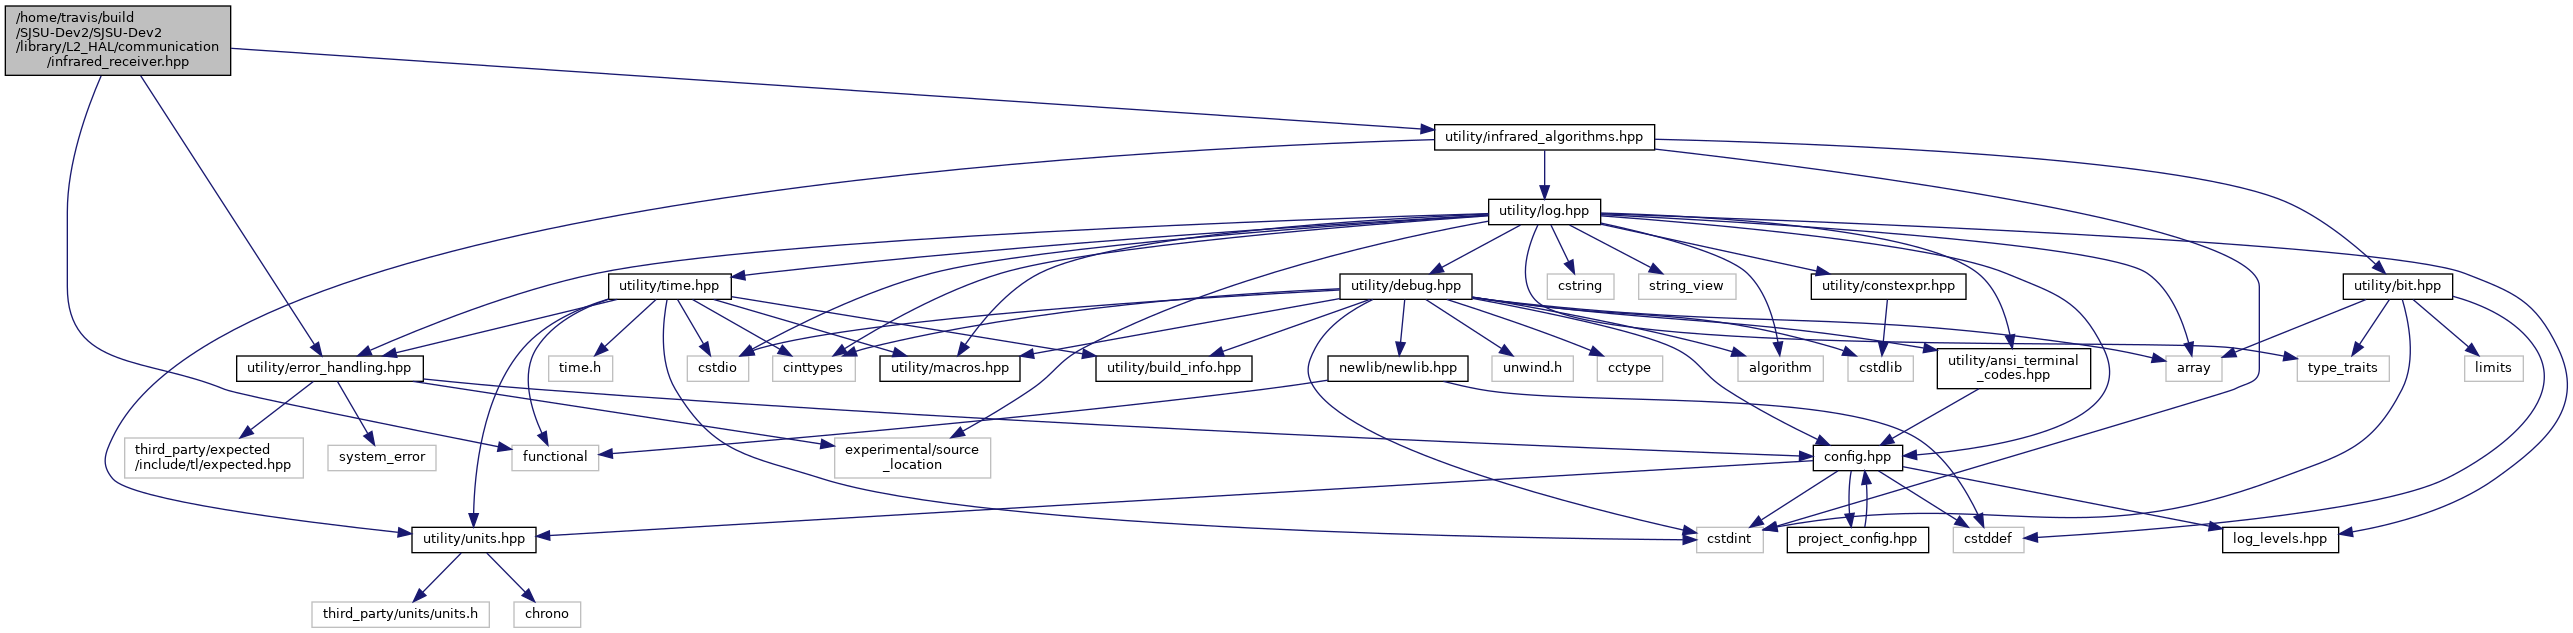 /home/travis/build
/SJSU-Dev2/SJSU-Dev2
/library/L2_HAL/communication
/infrared_receiver.hpp
utility/infrared_algorithms.hpp
utility/log.hpp
utility/time.hpp
utility/debug.hpp
cstring
string_view
utility/constexpr.hpp
utility/bit.hpp
utility/error_handling.hpp
time.h
cstdio
cinttypes
utility/macros.hpp
utility/build_info.hpp
newlib/newlib.hpp
unwind.h
cctype
algorithm
cstdlib
utility/ansi_terminal
_codes.hpp
array
type_traits
limits
third_party/expected
/include/tl/expected.hpp
system_error
functional
experimental/source
_location
config.hpp
utility/units.hpp
cstdint
project_config.hpp
cstddef
log_levels.hpp
third_party/units/units.h
chrono